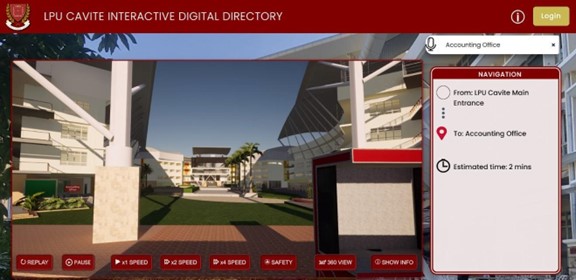 LPU CAVITE INTERACTIVE DIGITAL DIRECTORY
Login
Accounting Office
×
NAVIGATION
From: LPU Cavite Main
Entrance
To: Accounting Office
Estimated time: 2 mins
REPLAY
PAUSE
x1 SPEED
x2 SPEED
x4 SPEED
SAFETY
360 VIEW
SHOW INFO